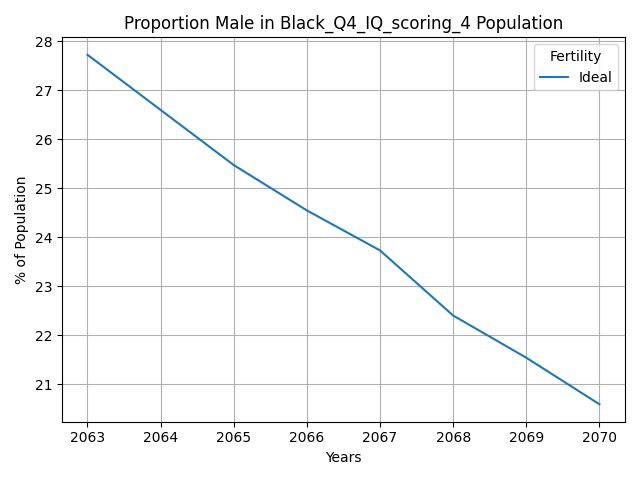 Proportion Male in Black_Q4_IQ_scoring_4 Population
% of Population
28
27
26
25
24
23
22
21
Fertility
Ideal
2063 2064 2065 2066 2067 2068 2069 2070
Years